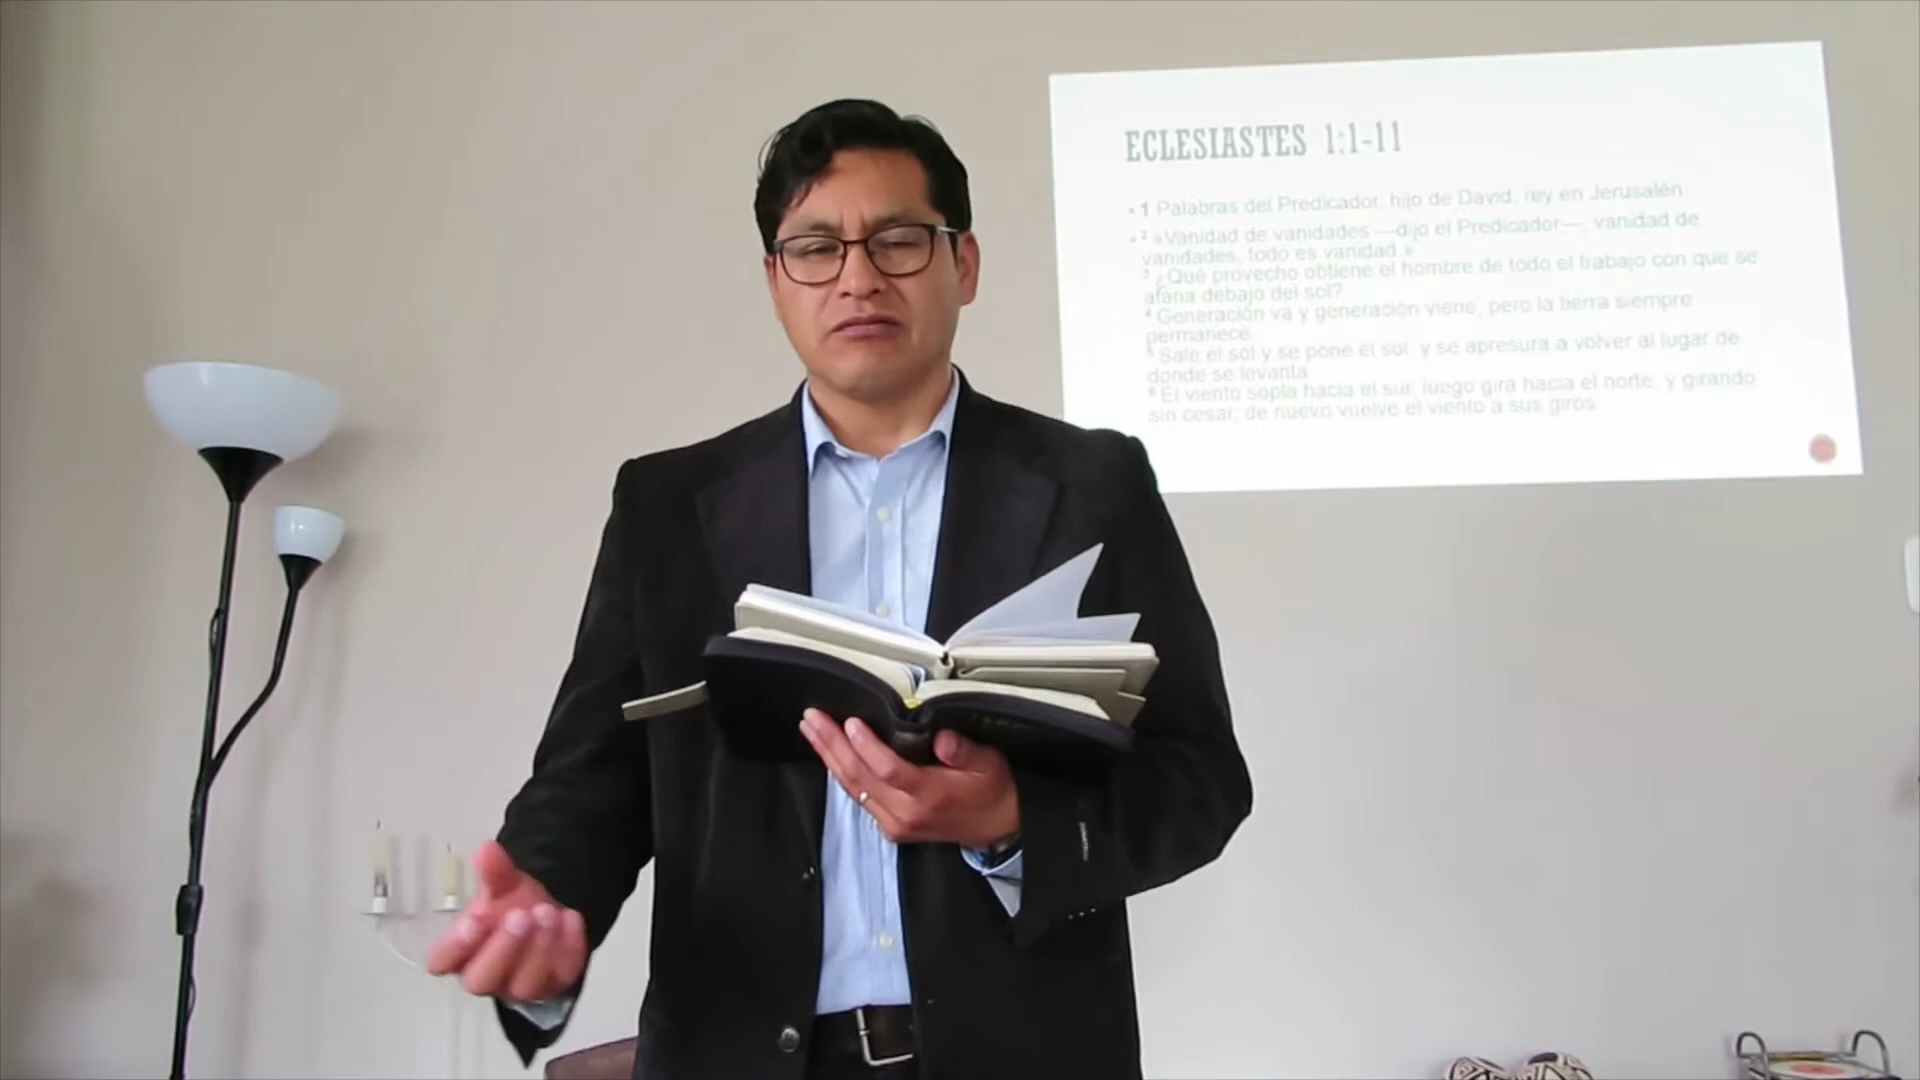 ECLESIASTES 1:1-11
• 1 Palabras del Predicador, hijo de David, rey en Jerusalén
• 2 «Vanidad de vanidades —dijo el Predicador—, vanidad de
vanidades, todo es vanidad.»
3 ¿Qué provecho obtiene el hombre de todo el trabajo con que se
afana debajo del sol?
4 Generación va y generación viene, pero la tierra siempre
permanece
5 Sale el sol y se pone el sol, y se apresura a volver al lugar de
donde se levanta.
6 El viento sopla hacia el sur, luego gira hacia el norte, y girando
sin cesar, de nuevo vuelve el viento a sus giros.